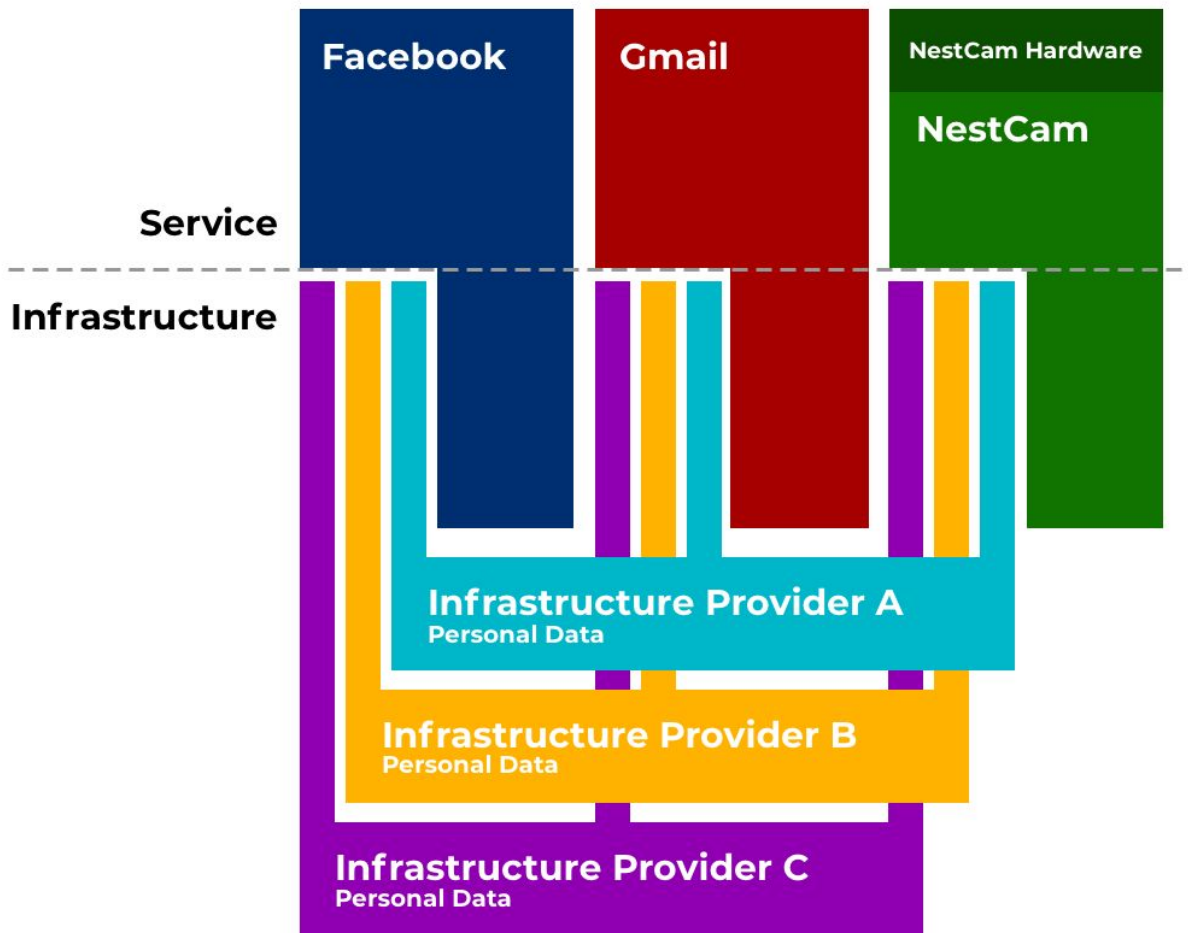 Facebook
Gmail
NestCam Hardware
NestCam
Service
Infrastructure
Infrastructure Provider A
Personal Data
Infrastructure Provider B
Personal Data
Infrastructure Provider C
Personal Data